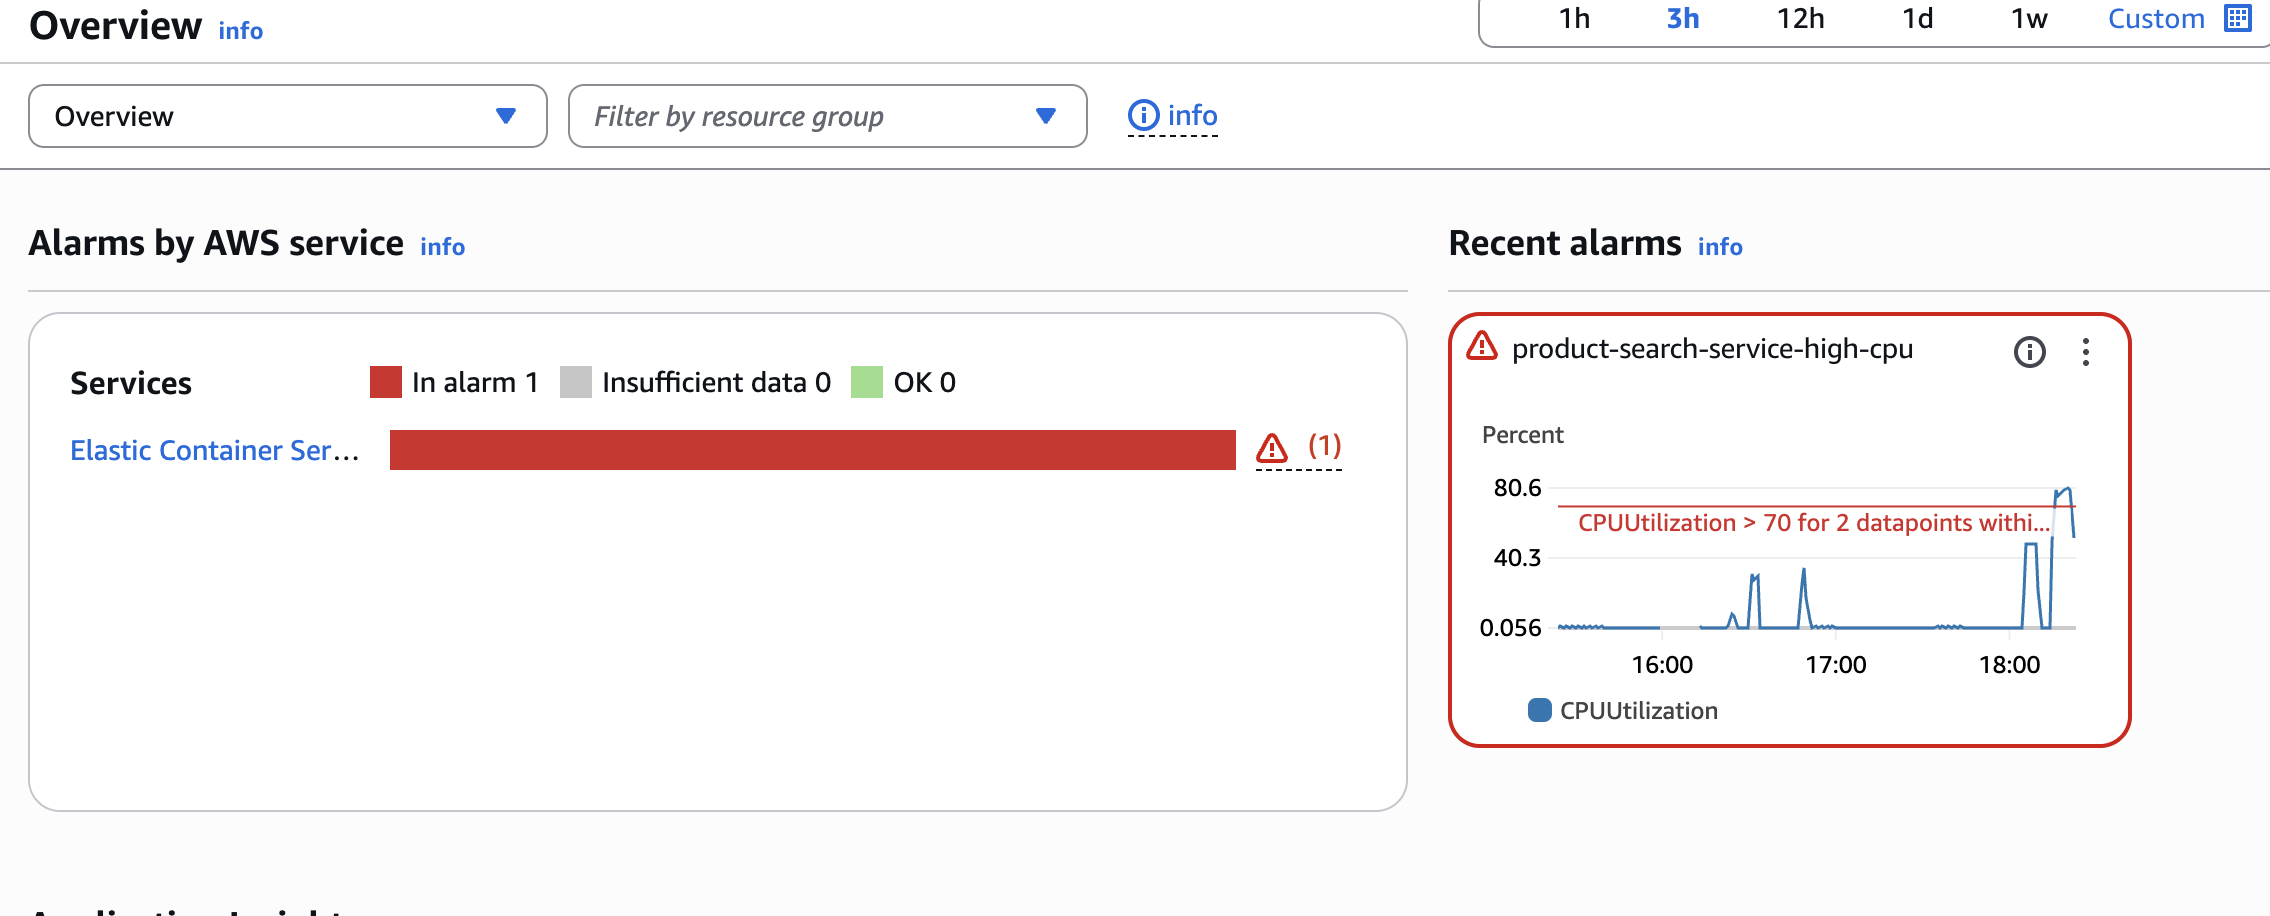 Overview info
1h 3h 12h 1d 1w Custom
Overview
Filter by resource group
info
Alarms by AWS service info
Services
In alarm 1 Insufficient data 0 OK 0
Elastic Container Ser... (1)
Recent alarms info
product-search-service-high-cpu
Percent
80.6
CPUUtilization > 70 for 2 datapoints withi...
40.3
0.056
16:00 17:00 18:00
CPUUtilization